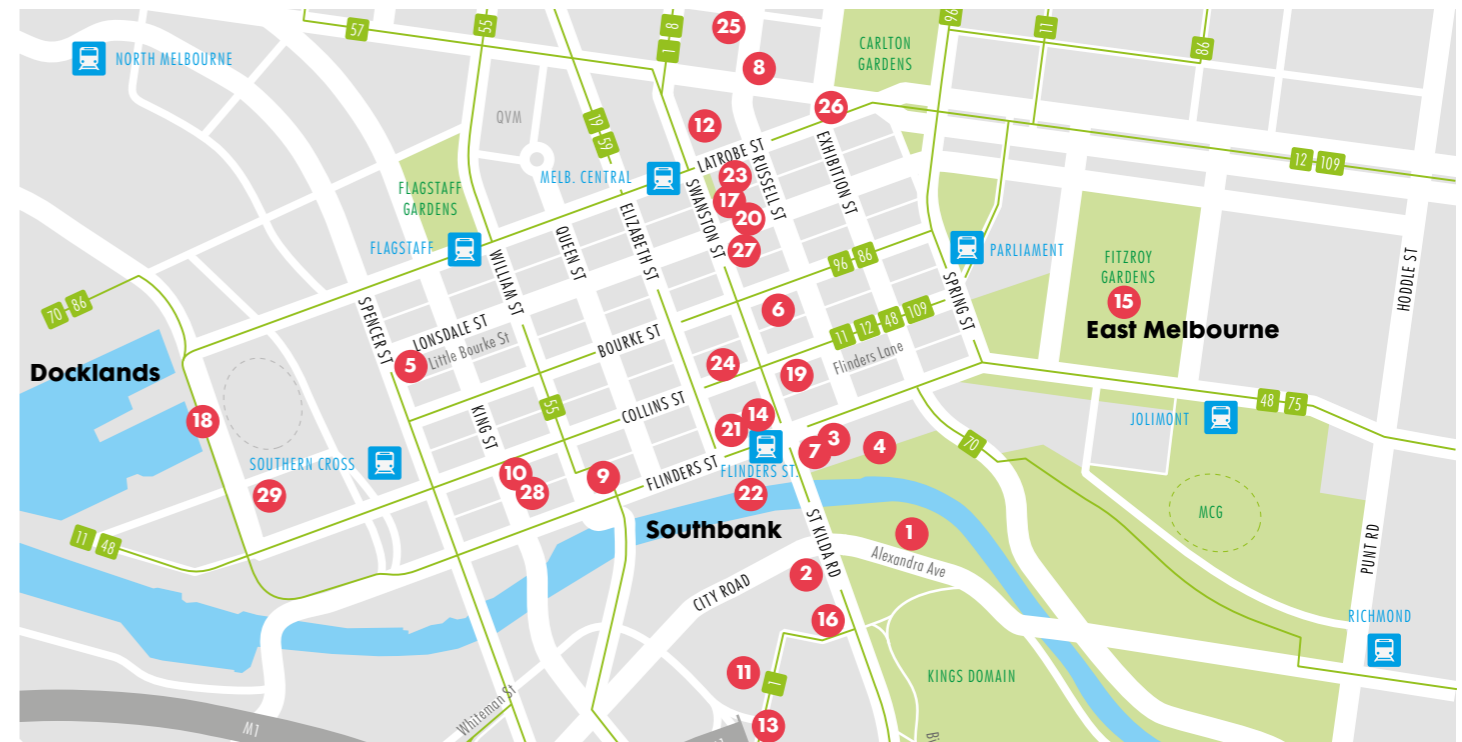 57
55
8
1
25
96
11
86
NORTH MELBOURNE
CARLTON
GARDENS
8
QVM
19
59
12
26
LATROBE ST
RUSSELL ST
EXHIBITION ST
12
109
MELB. CENTRAL
23
FLAGSTAFF
GARDENS
17
SWANSTON ST
20
ELIZABETH ST
QUEEN ST
WILLIAM ST
FLAGSTAFF
27
PARLIAMENT
FITZROY
GARDENS
HODDLE ST
96
86
70
86
SPENCER ST
LONSDALE ST
Little Bourke St
6
SPRING ST
15
East Melbourne
11
12
48
109
BOURKE ST
5
Docklands
24
19
Flinders Lane
18
KING ST
55
COLLINS ST
14
21
48
75
JOLIMONT
SOUTHERN CROSS
FLINDERS ST
7
3
4
70
FLINDERS ST.
10
28
9
22
29
MCG
Southbank
ST KILDA RD
1
Alexandra Ave
PUNT RD
11
48
2
CITY ROAD
16
RICHMOND
11
1
KINGS DOMAIN
Whiteman St
13
M1